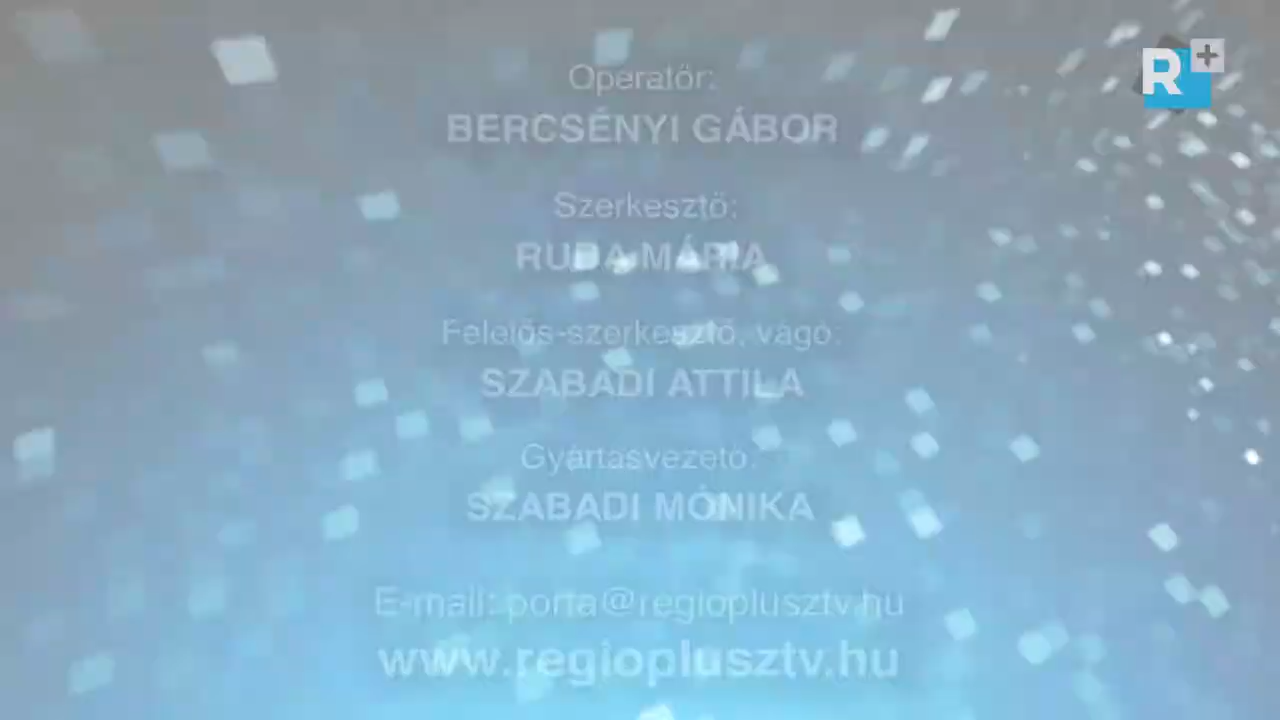 R+
Operatőr:
BERCSÉNYI GÁBOR
Szerkesztő:
RUDA MÁRIA
Felelős-szerkesztő, vágó:
SZABADI ATTILA
Gyártásvezető:
SZABADI MÓNIKA
E-mail: porta@regioplusztv.hu
www.regioplusztv.hu